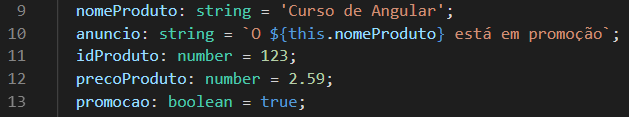 9 nomeProduto: string = 'Curso de Angular';
10 anuncio: string = `O ${this.nomeProduto} está em promoção`;
11 idProduto: number = 123;
12 precoProduto: number = 2.59;
13 promocao: boolean = true;